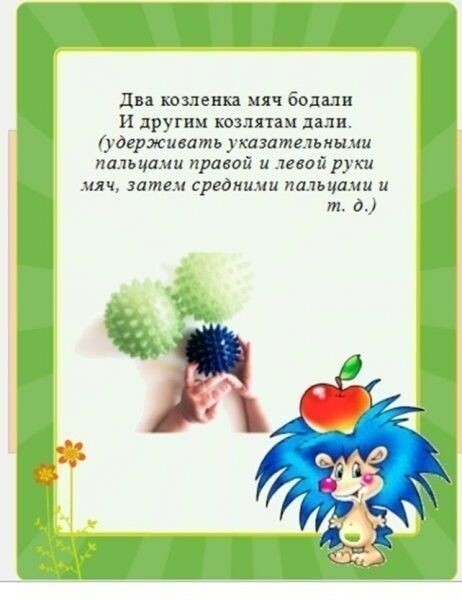 Два козленка мяч бодали
И другим козлятам дали.
(удерживать указательными
пальцами правой и левой руки
мяч, затем средними пальцами и
т. д.)